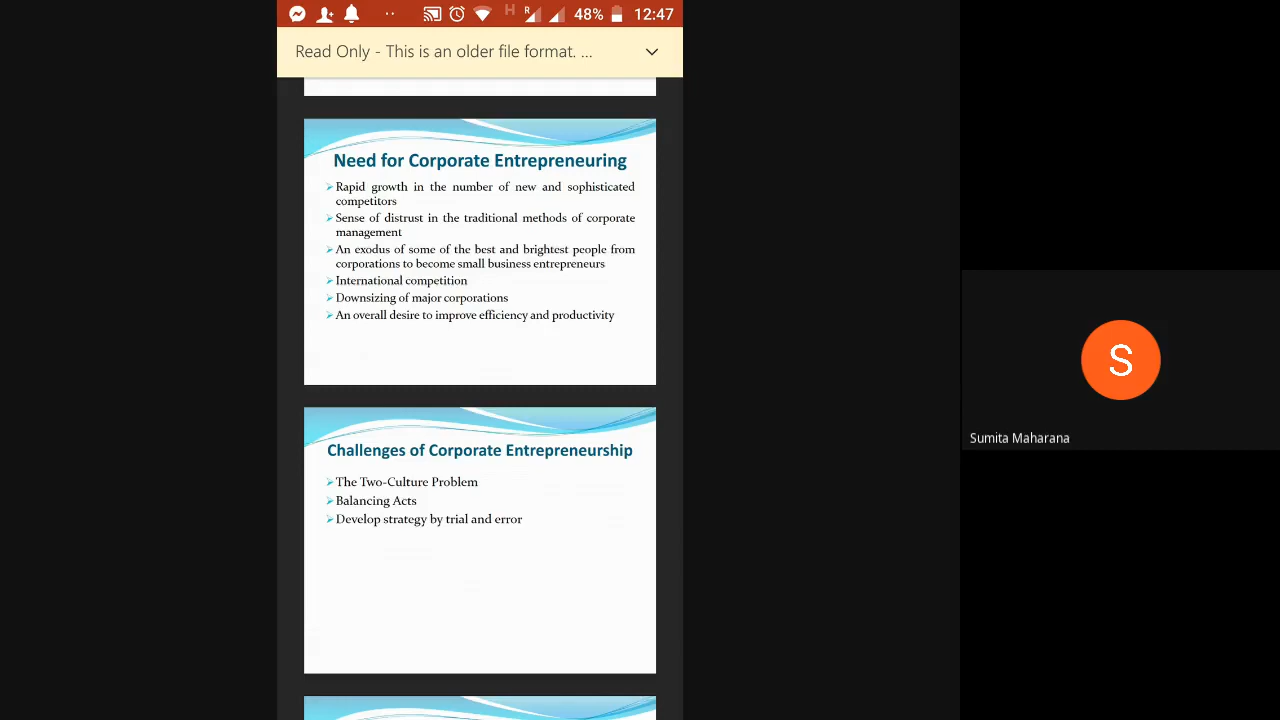 H
R
48%
12:47
Read Only - This is an older file format. ...
Need for Corporate Entrepreneuring
Rapid growth in the number of new and sophisticated
competitors
Sense of distrust in the traditional methods of corporate
management
An exodus of some of the best and brightest people from
corporations to become small business entrepreneurs
International competition
Downsizing of major corporations
An overall desire to improve efficiency and productivity
Challenges of Corporate Entrepreneurship
The Two-Culture Problem
Balancing Acts
Develop strategy by trial and error
S
Sumita Maharana